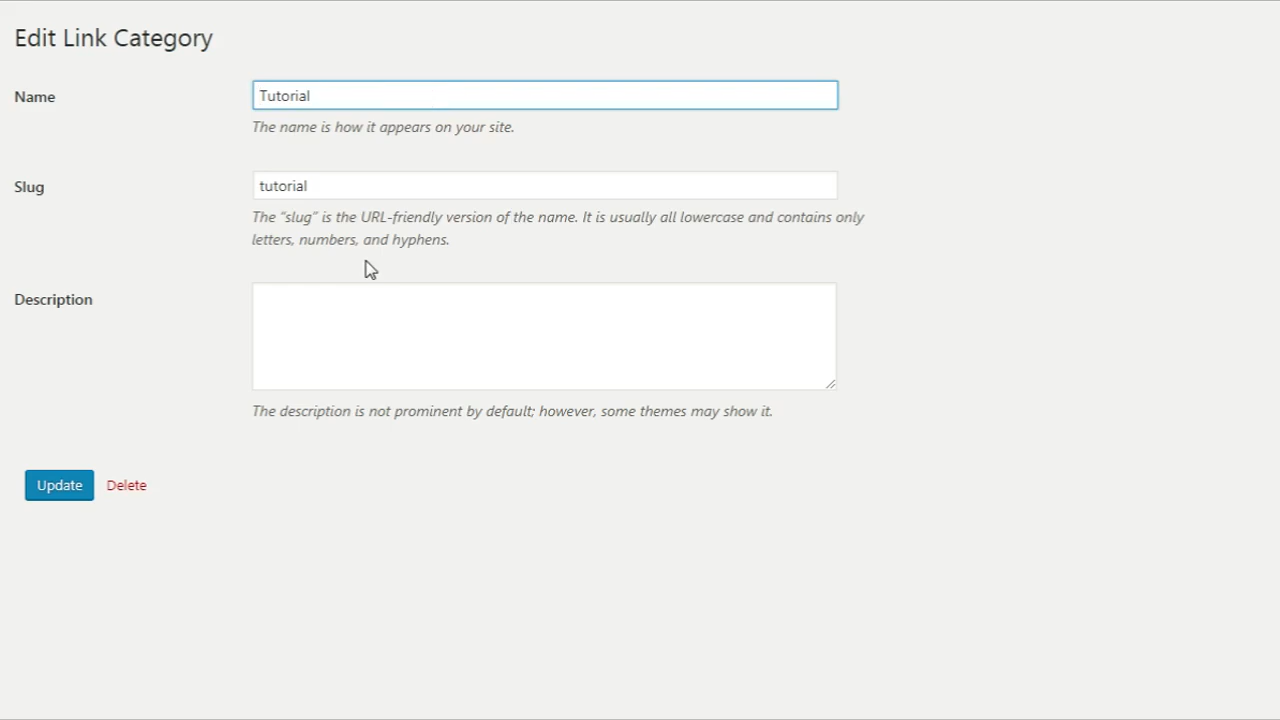 Edit Link Category
Name
Tutorial
The name is how it appears on your site.
Slug
tutorial
The “slug” is the URL-friendly version of the name. It is usually all lowercase and contains only
letters, numbers, and hyphens.
Description
The description is not prominent by default; however, some themes may show it.
Update Delete